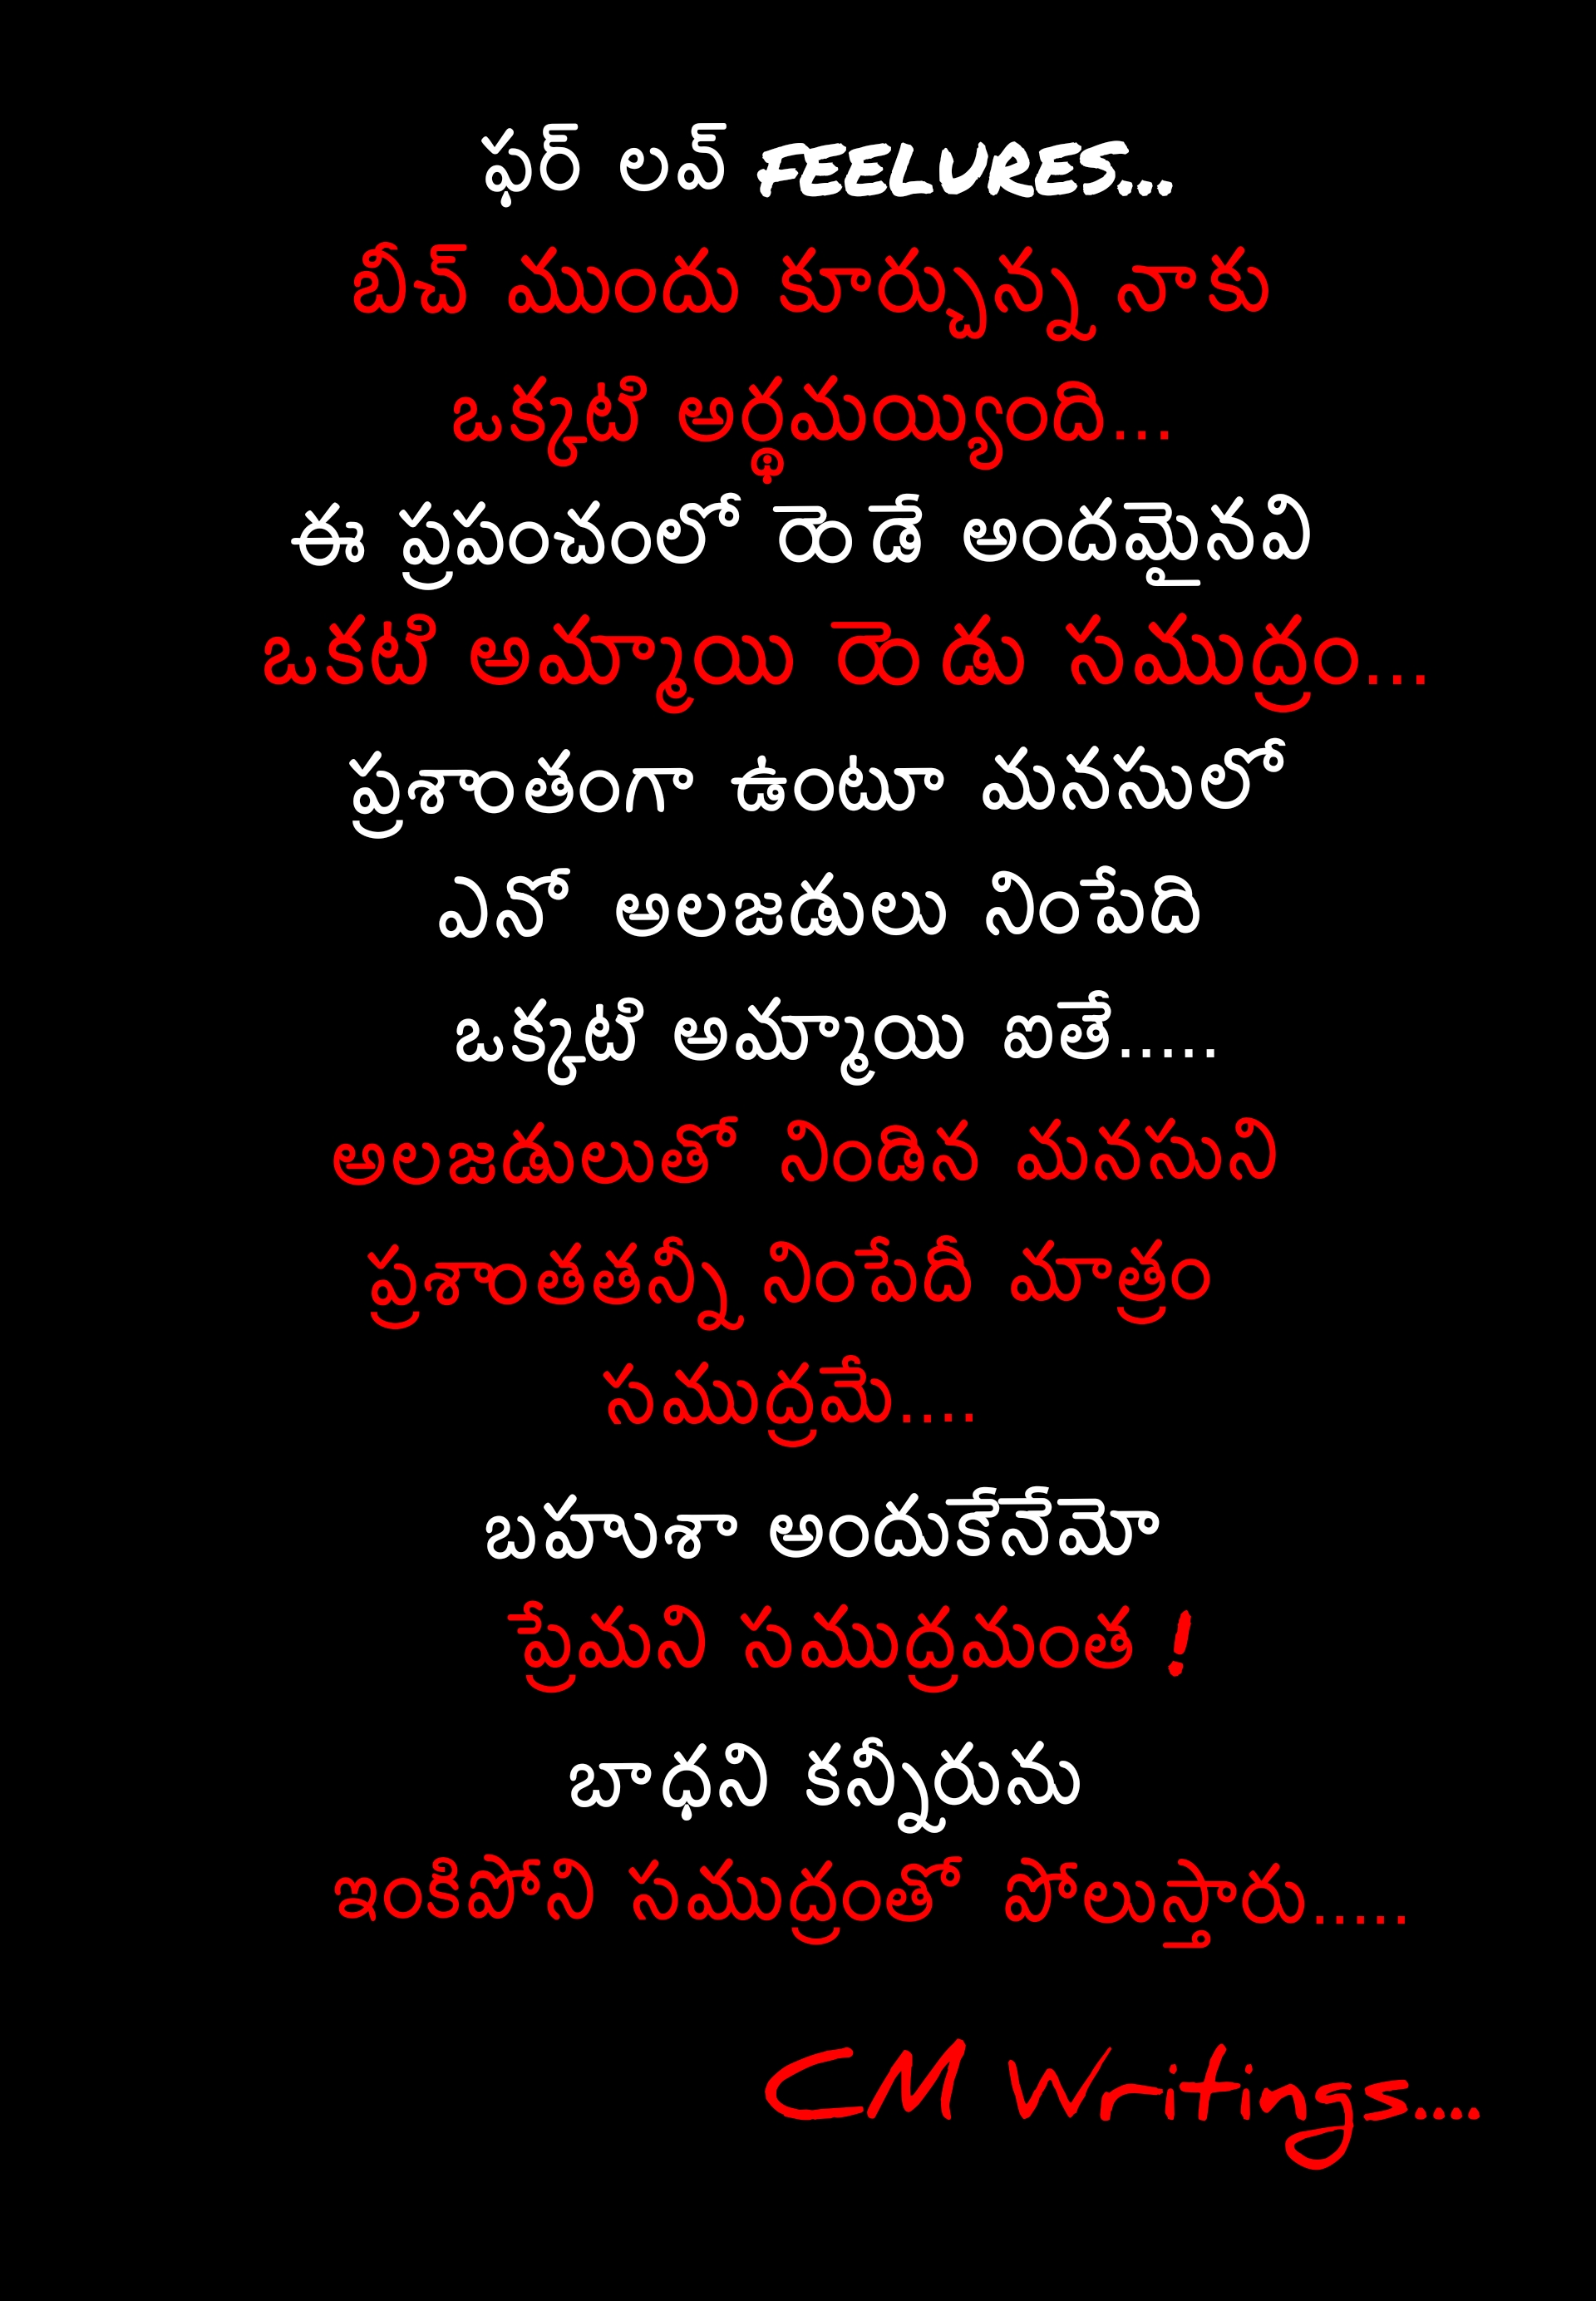 ఫర్ లవ్ FEELURES...
బీచ్ ముందు కూర్చున్న నాకు
ఒక్కటి అర్థమయ్యింది...
ఈ ప్రపంచంలో రెండే అందమైనవి
ఒకటి అమ్మాయి రెండు సముద్రం...
ప్రశాంతంగా ఉంటూ మనసులో
ఎనో అలజడులు నింపేది
ఒక్కటి అమ్మాయి ఐతే.....
అలజడులుతో నిండిన మనసుని
ప్రశాంతతన్నీ నింపేదీ మాత్రం
సముద్రమే....
బహుశా అందుకేనేమో
ప్రేమని సముద్రమంత !
బాధని కన్నీరును
ఇంకిపోని సముద్రంతో పోలుస్తారు.....
CM Writings....